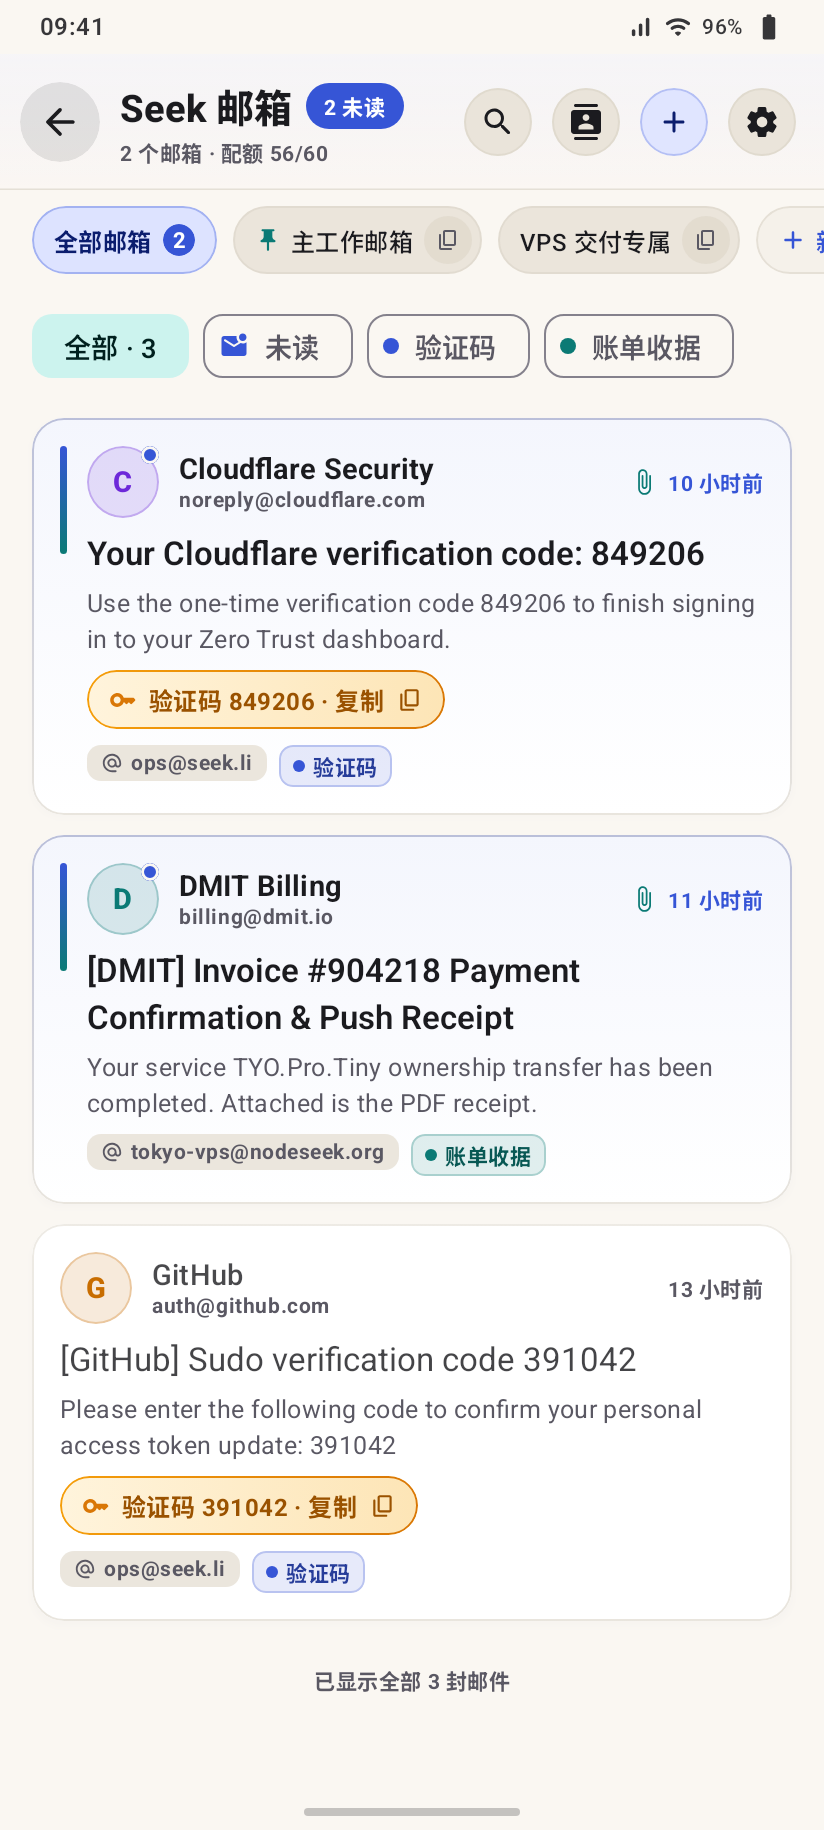 09:41
96%
Seek 邮箱
2 未读
2 个邮箱 · 配额 56/60
全部邮箱 2
主工作邮箱
VPS 交付专属
+ 新
全部 · 3
未读
验证码
账单收据
C
Cloudflare Security
noreply@cloudflare.com
10 小时前
Your Cloudflare verification code: 849206
Use the one-time verification code 849206 to finish signing
in to your Zero Trust dashboard.
验证码 849206 · 复制
@ ops@seek.li
验证码
D
DMIT Billing
billing@dmit.io
11 小时前
[DMIT] Invoice #904218 Payment
Confirmation & Push Receipt
Your service TYO.Pro.Tiny ownership transfer has been
completed. Attached is the PDF receipt.
@ tokyo-vps@nodeseek.org
账单收据
G
GitHub
auth@github.com
13 小时前
[GitHub] Sudo verification code 391042
Please enter the following code to confirm your personal
access token update: 391042
验证码 391042 · 复制
@ ops@seek.li
验证码
已显示全部 3 封邮件